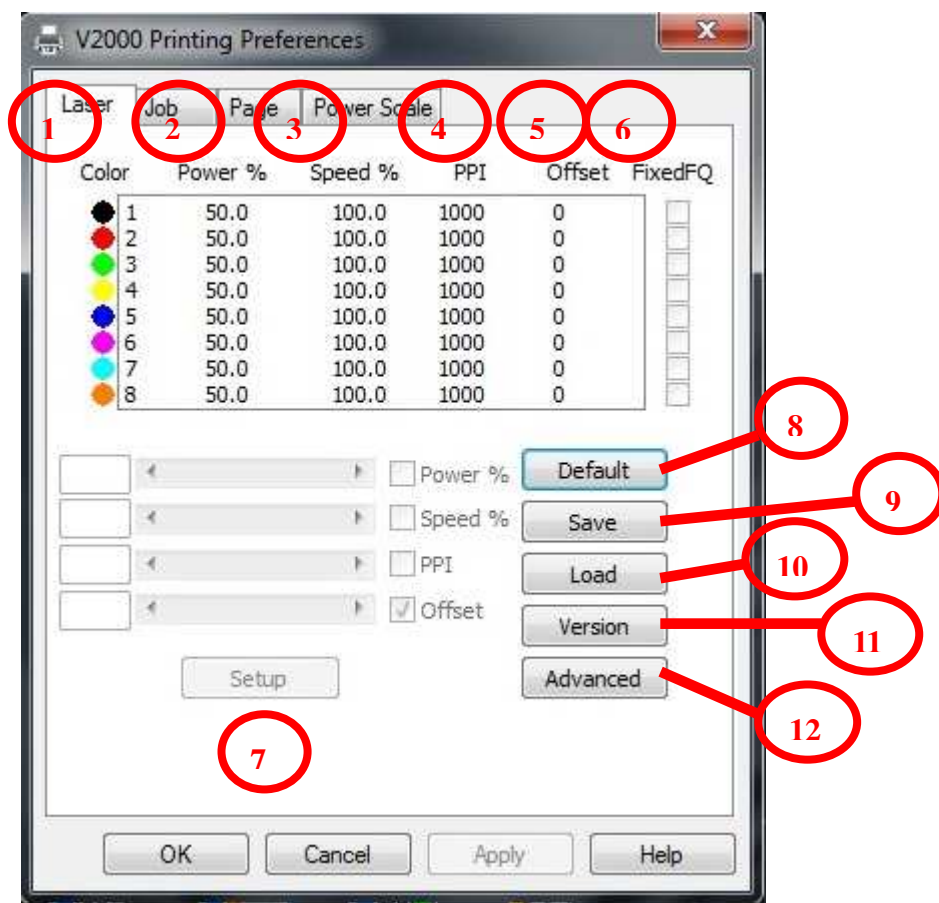 V2000 Printing Preferences
Laser Job Page Power Scale
1 2 3 4 5 6
Color Power % Speed % PPI Offset FixedFQ
1 50.0 100.0 1000 0
2 50.0 100.0 1000 0
3 50.0 100.0 1000 0
4 50.0 100.0 1000 0
5 50.0 100.0 1000 0
6 50.0 100.0 1000 0
7 50.0 100.0 1000 0
8 50.0 100.0 1000 0
8
Power % Default
9
Speed % Save
10
PPI Load
Offset Version
11
Setup Advanced
12
7
OK Cancel Apply Help